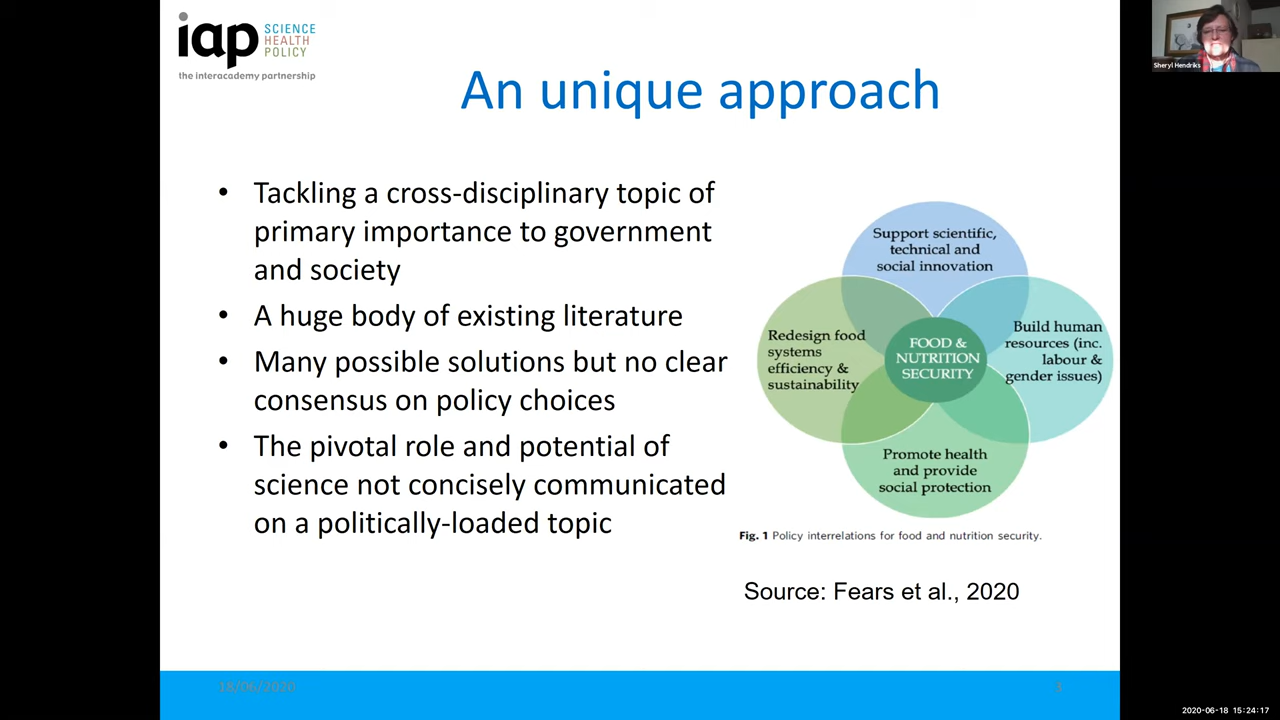 iap SCIENCE
HEALTH
POLICY
the interacademy partnership
An unique approach
• Tackling a cross-disciplinary topic of
primary importance to government
and society
• A huge body of existing literature
• Many possible solutions but no clear
consensus on policy choices
• The pivotal role and potential of
science not concisely communicated
on a politically-loaded topic
Support scientific,
technical and
social innovation
Redesign food
systems
efficiency &
sustainability
FOOD &
NUTRITION
SECURITY
Build human
resources (inc.
labour &
gender issues)
Promote health
and provide
social protection
Fig. 1 Policy interrelations for food and nutrition security.
Source: Fears et al., 2020
18/06/2020
3
Sheryl Hendriks
2020-06-18 15:24:17